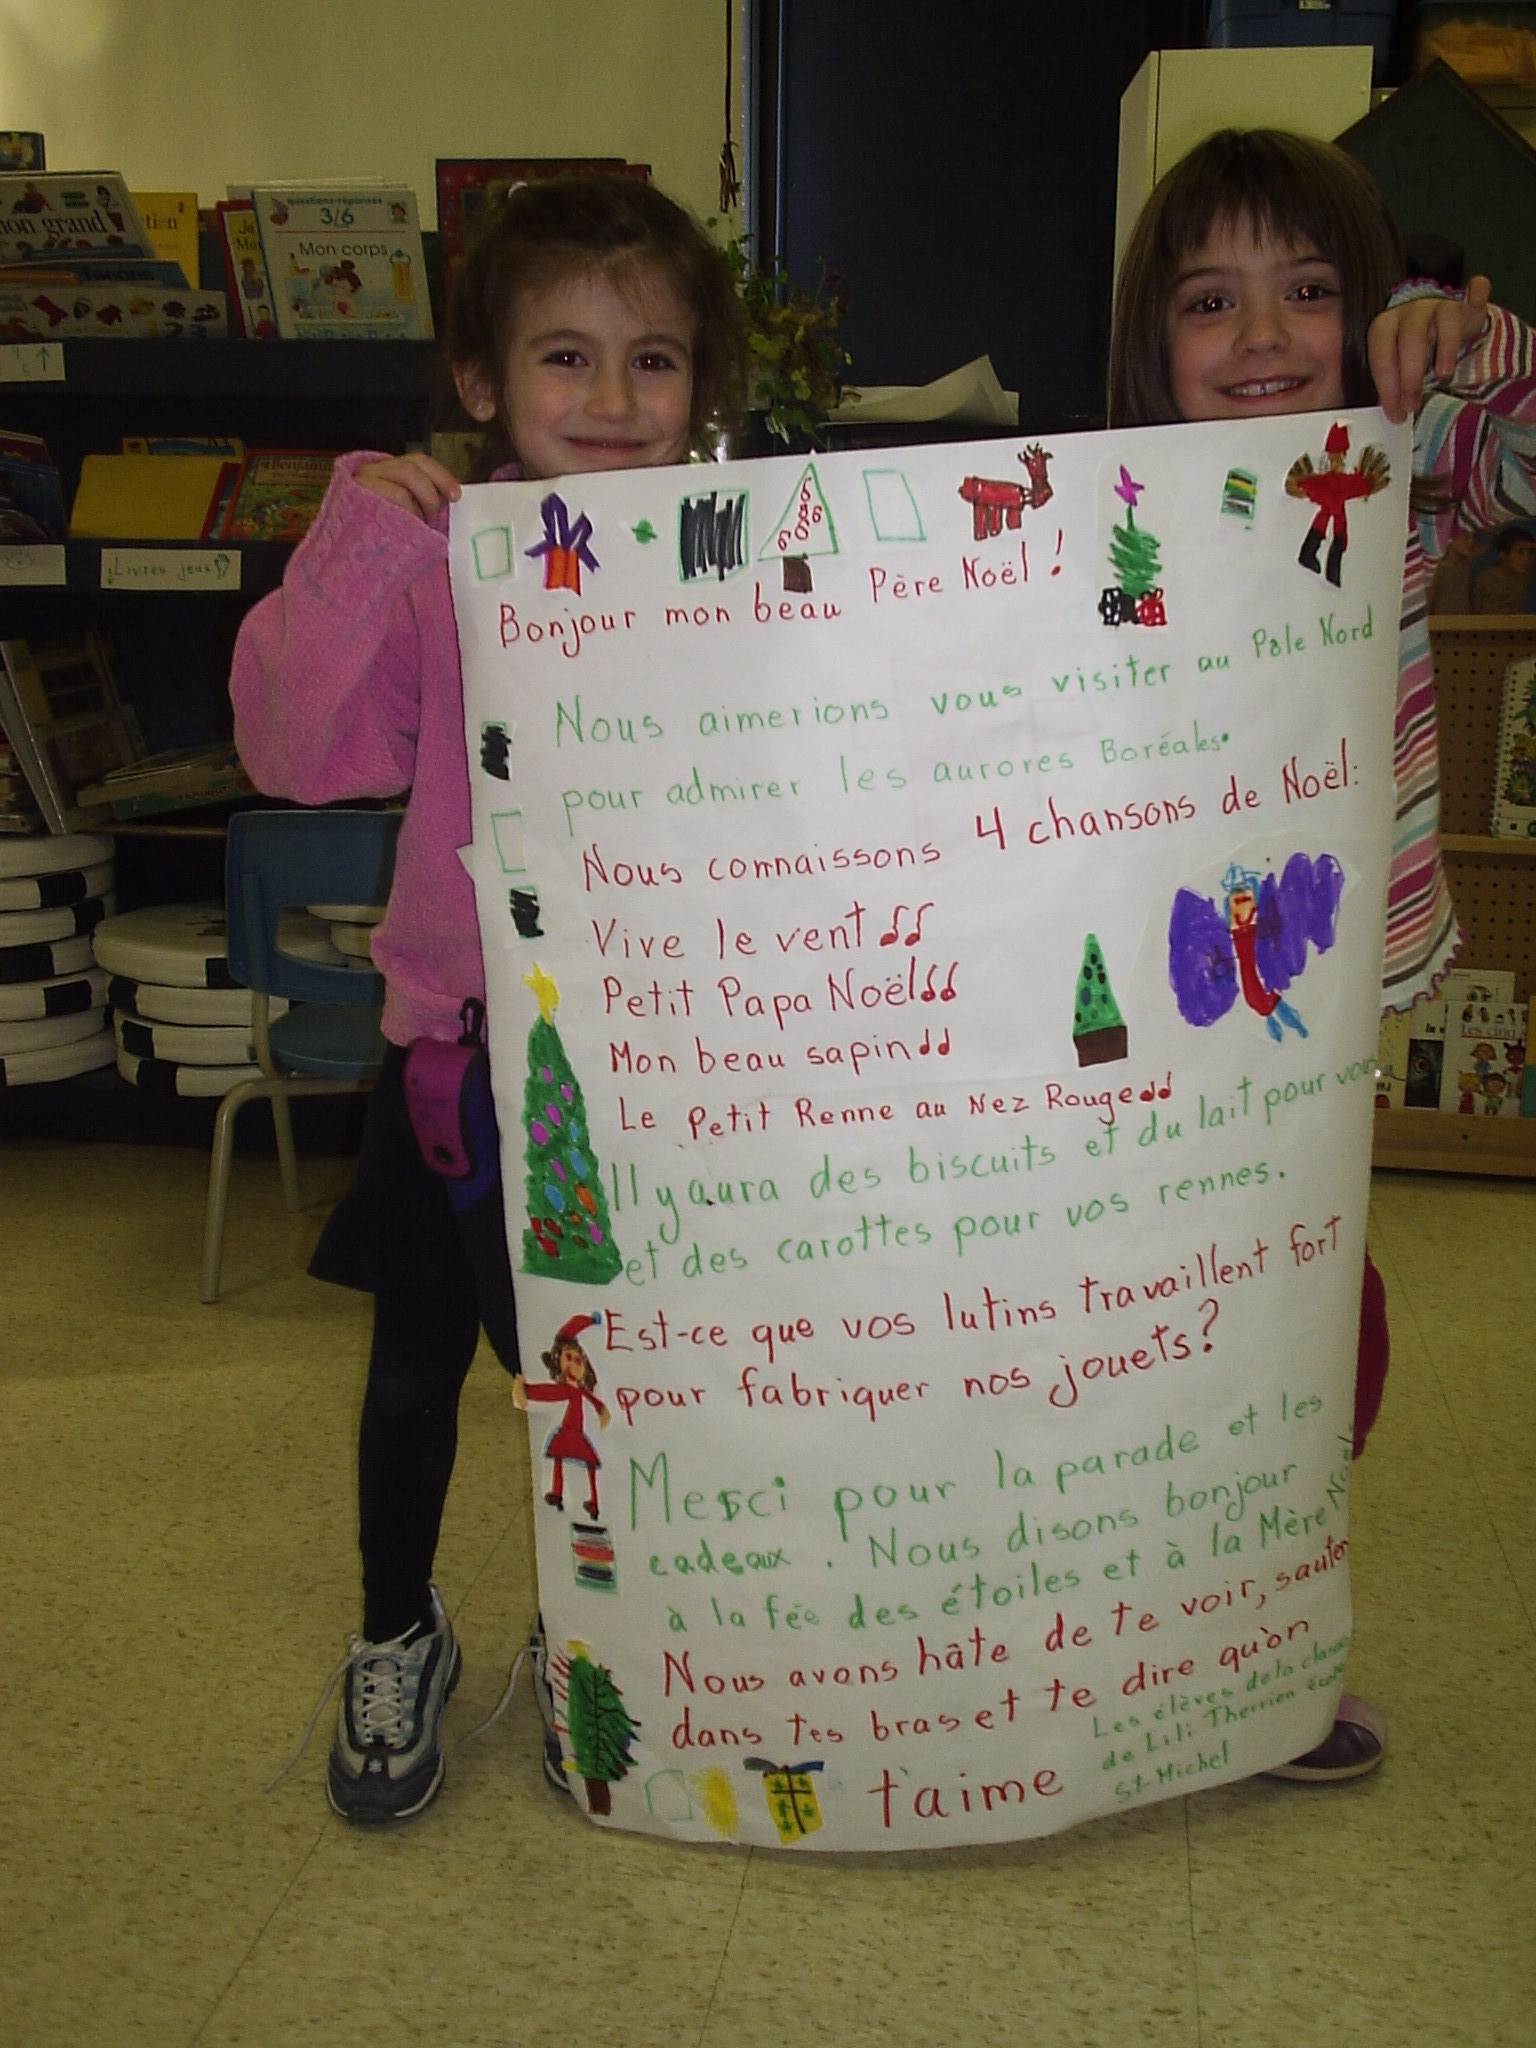 mon grand
questions-réponses
3/6
Mon corps
Benjamin
Livres jeux
Bonjour mon beau Père Noël !
Nous aimerions vous visiter au Pôle Nord
pour admirer les aurores Boréales.
Nous connaissons 4 chansons de Noël:
Vive le vent ♫♫
Petit Papa Noël ♫♫
Mon beau sapin ♫♫
Le Petit Renne au Nez Rouge ♫♫
Il y aura des biscuits et du lait pour vous
et des carottes pour vos rennes.
Est-ce que vos lutins travaillent fort
pour fabriquer nos jouets?
Merci pour la parade et les
cadeaux . Nous disons bonjour
à la fée des étoiles et à la Mère Noël.
Nous avons hâte de te voir, sauter
dans tes bras et te dire qu'on
t'aime
Les élèves de la classe
de Lili Therrien École
St-Michel